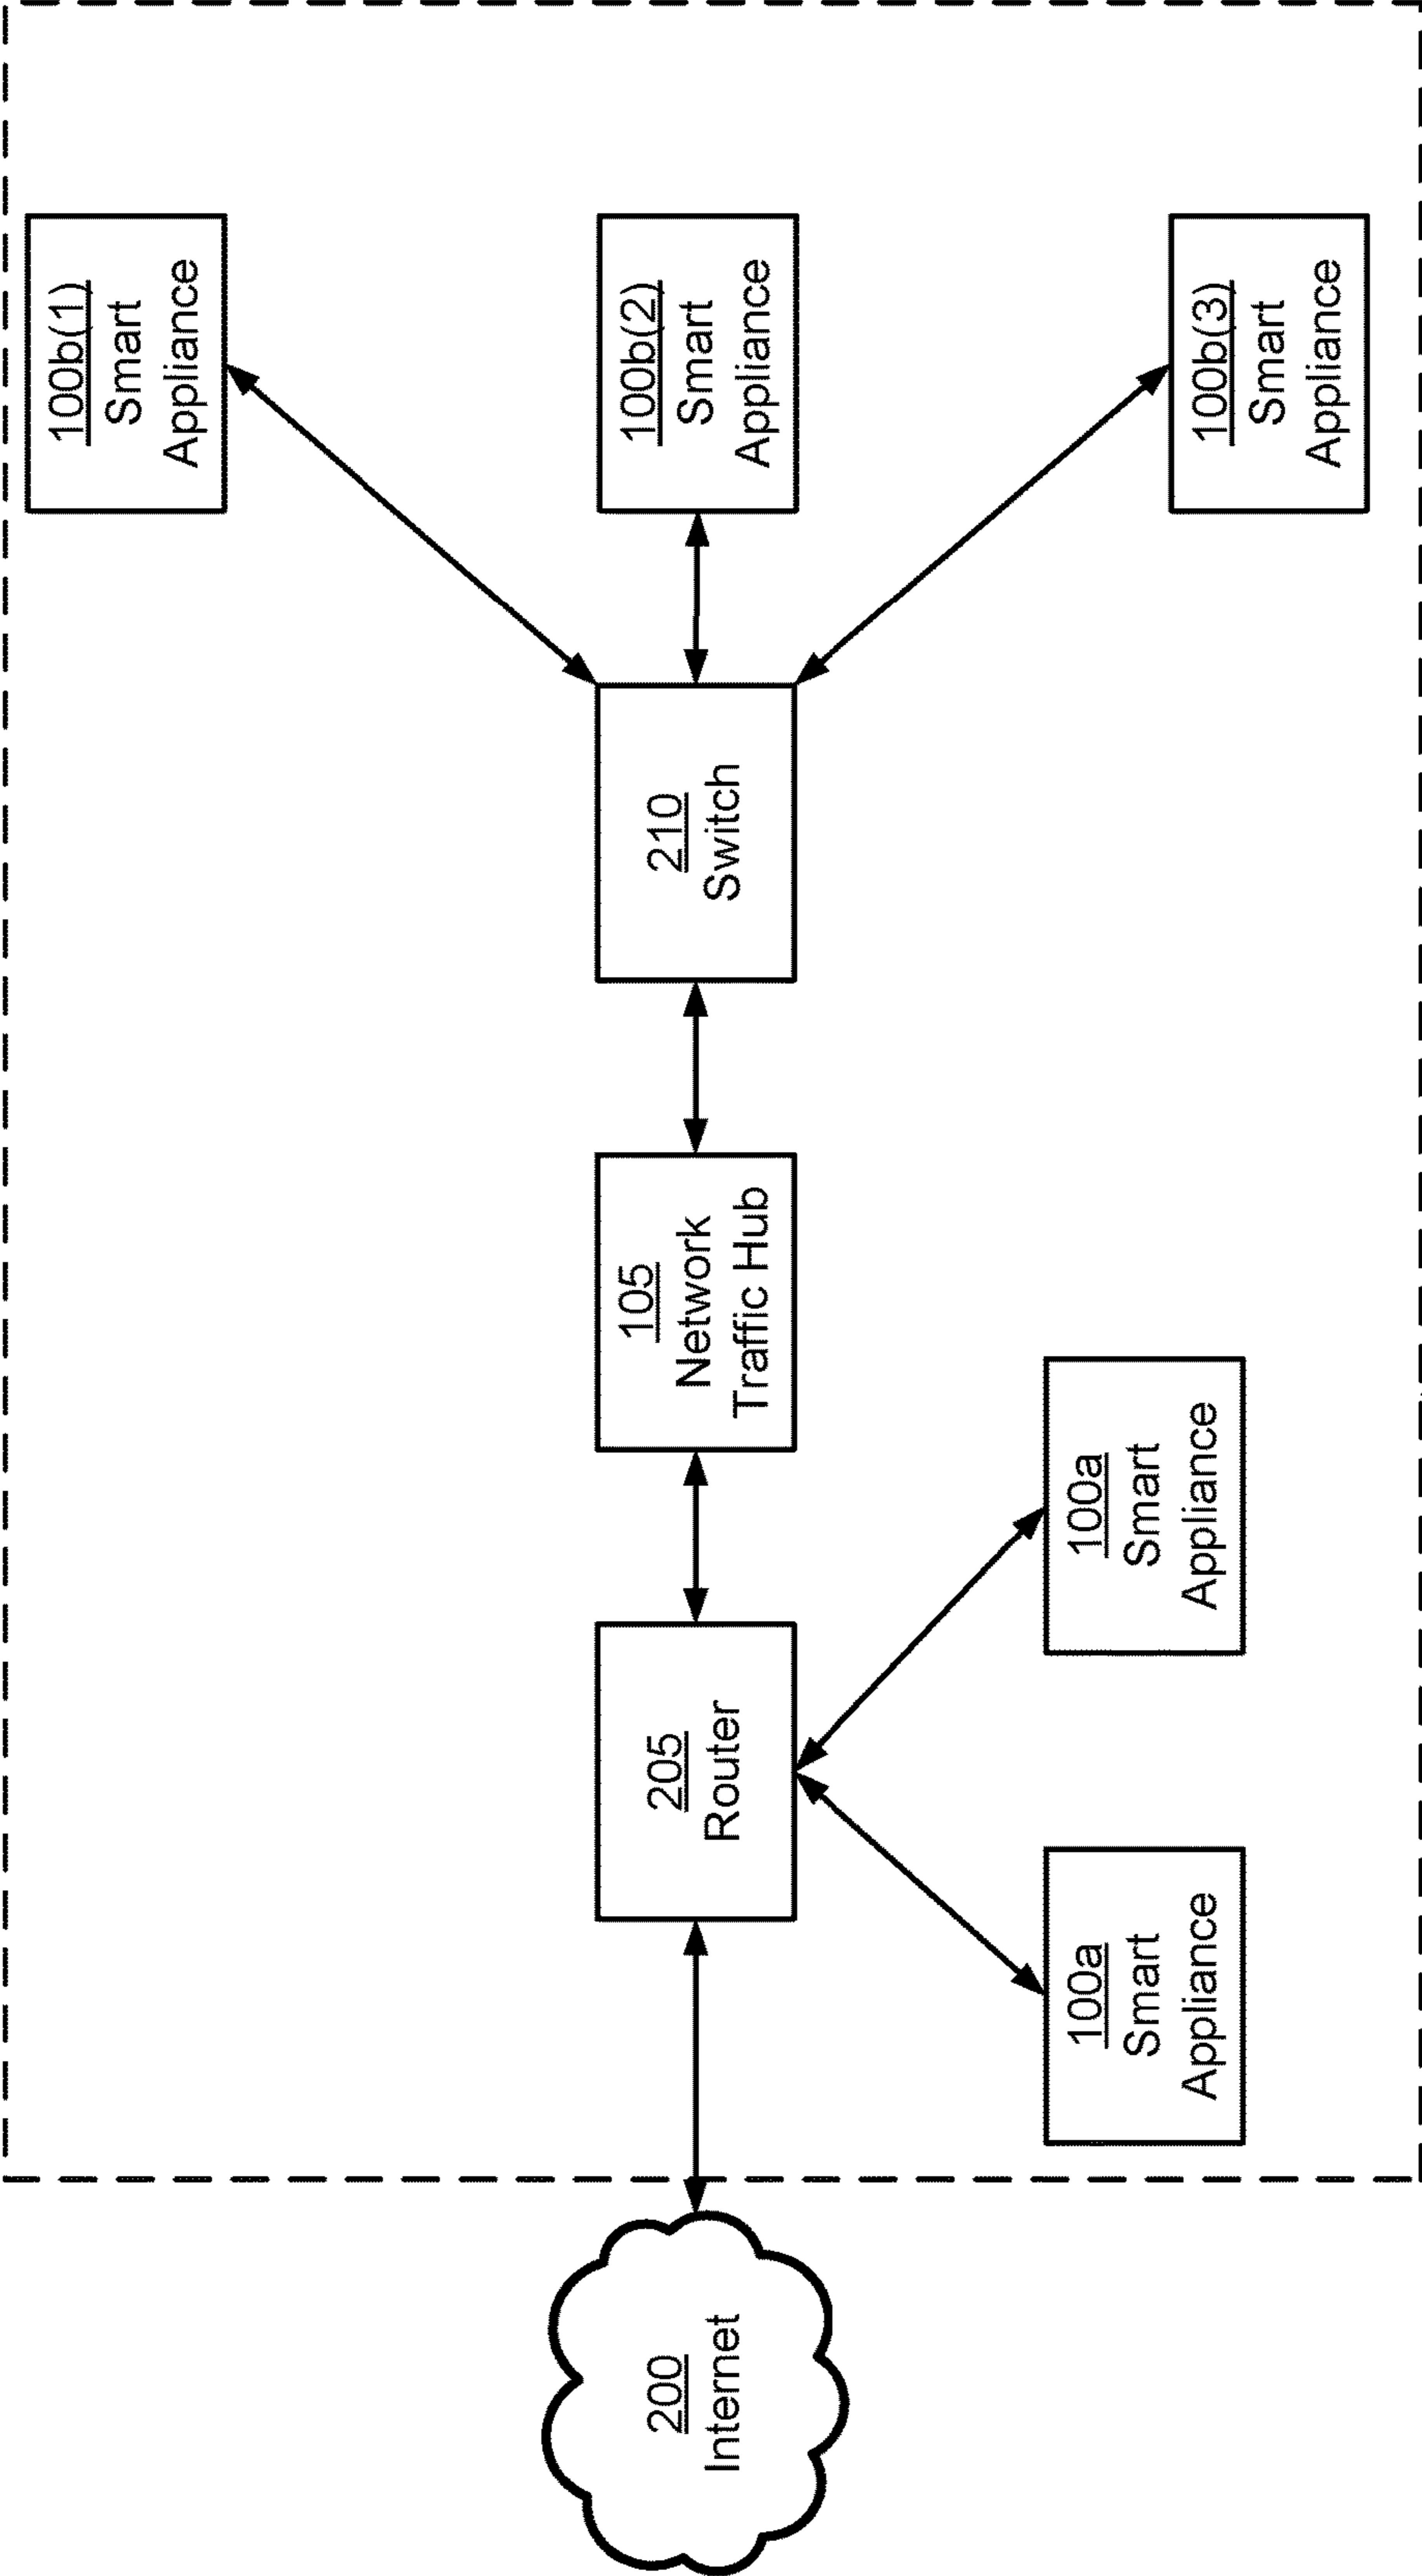 200
Internet
205
Router
100a
Smart
Appliance
100a
Smart
Appliance
105
Network
Traffic Hub
210
Switch
100b(1)
Smart
Appliance
100b(2)
Smart
Appliance
100b(3)
Smart
Appliance